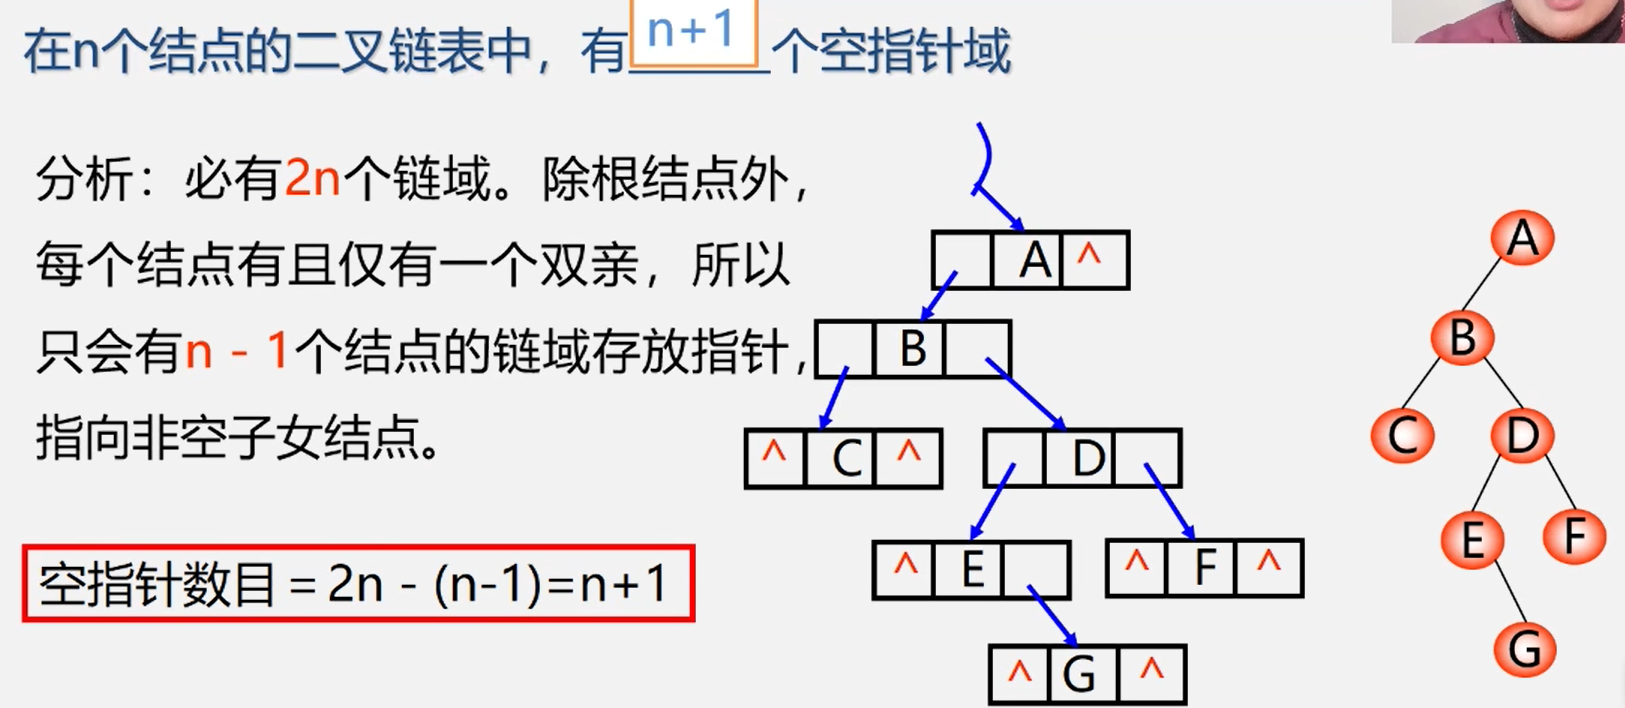 在n个结点的二叉链表中，有 n+1 个空指针域
分析：必有2n个链域。除根结点外，
每个结点有且仅有一个双亲，所以
只会有n - 1个结点的链域存放指针，
指向非空子女结点。
空指针数目 = 2n - (n-1)=n+1
A ^
B
^ C ^
D
^ E
^ F ^
^ G ^
A
B
C D
E F
G